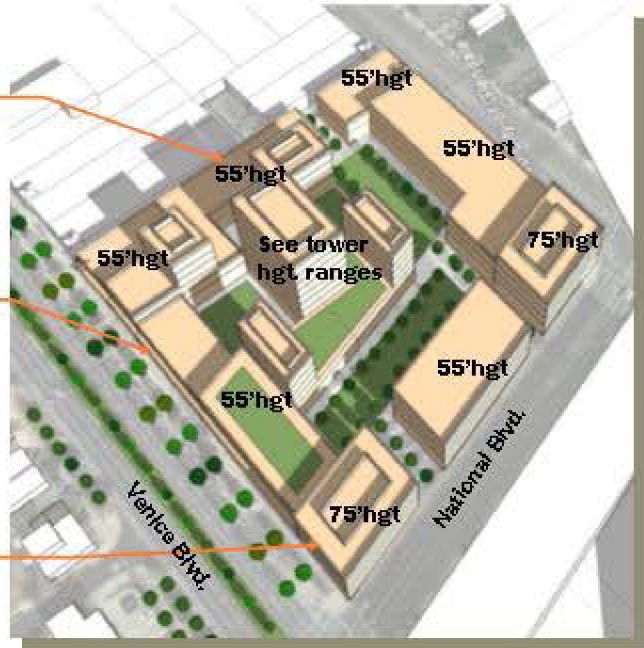 55'hgt
55'hgt
55'hgt
75'hgt
See tower
hgt. ranges
55'hgt
55'hgt
55'hgt
75'hgt
National Blvd.
Venice Blvd.